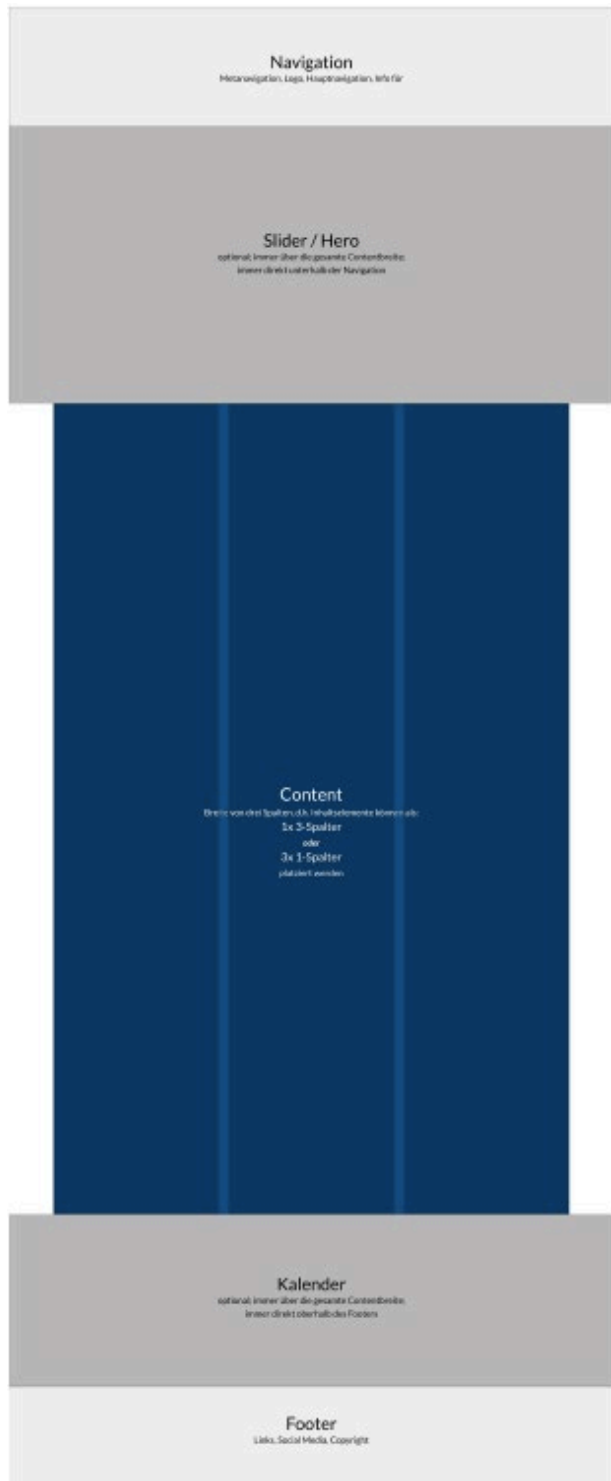 Navigation
Metanavigation, Logo, Hauptnavigation, Info für
Slider / Hero
optional; immer über die gesamte Contentbreite;
immer direkt unterhalb der Navigation
Content
Breite von drei Spalten, d.h. Inhaltselemente können als:
1x 3-Spalter
oder
3x 1-Spalter
platziert werden
Kalender
optional; immer über die gesamte Contentbreite;
immer direkt oberhalb des Footers
Footer
Links, Social Media, Copyright